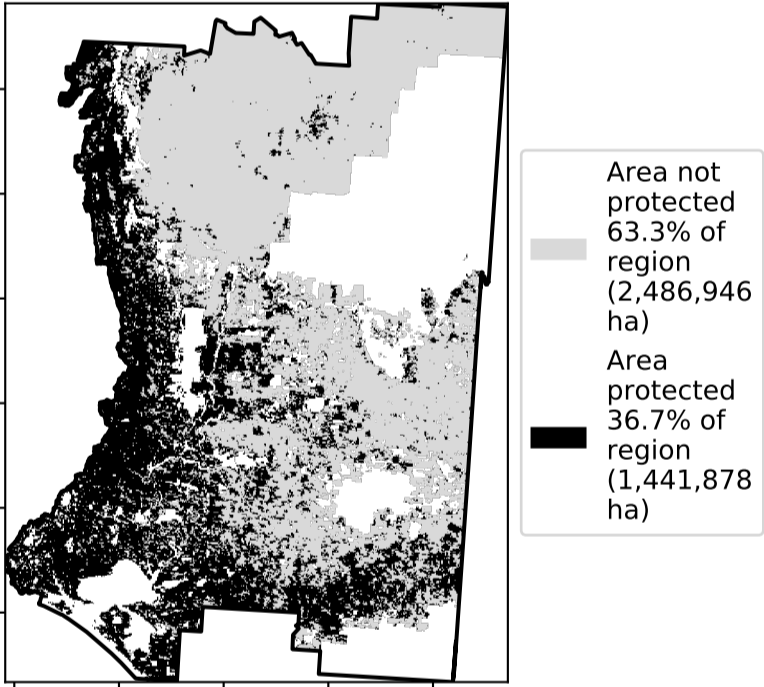 Area not
protected
63.3% of
region
(2,486,946
ha)
Area
protected
36.7% of
region
(1,441,878
ha)